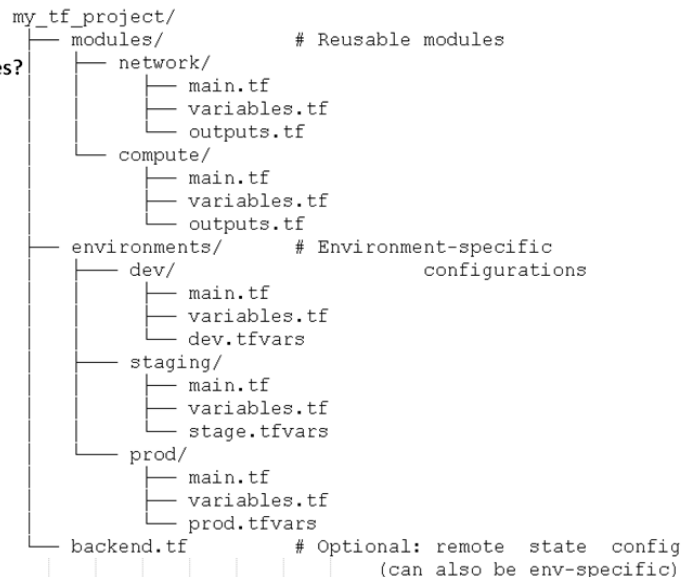 my_tf_project/
├── modules/ # Reusable modules
es?
│ ├── network/
│ │ ├── main.tf
│ │ ├── variables.tf
│ │ └── outputs.tf
│ └── compute/
│ ├── main.tf
│ ├── variables.tf
│ └── outputs.tf
├── environments/ # Environment-specific
│ ├── dev/ configurations
│ │ ├── main.tf
│ │ ├── variables.tf
│ │ └── dev.tfvars
│ ├── staging/
│ │ ├── main.tf
│ │ ├── variables.tf
│ │ └── stage.tfvars
│ └── prod/
│ ├── main.tf
│ ├── variables.tf
│ └── prod.tfvars
└── backend.tf # Optional: remote state config
(can also be env-specific)